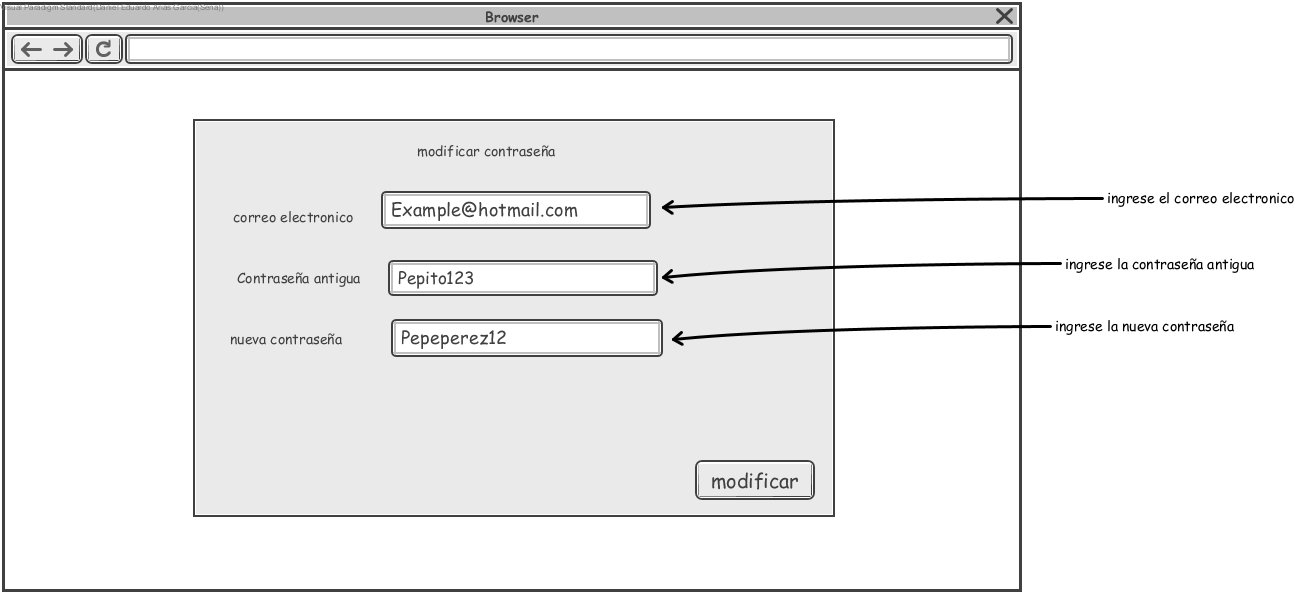 Visual Paradigm Standard(Daniel Eduardo Arias Garcia(Sena))
Browser
modificar contraseña
correo electronico
Example@hotmail.com
ingrese el correo electronico
Contraseña antigua
Pepito123
ingrese la contraseña antigua
nueva contraseña
Pepeperez12
ingrese la nueva contraseña
modificar